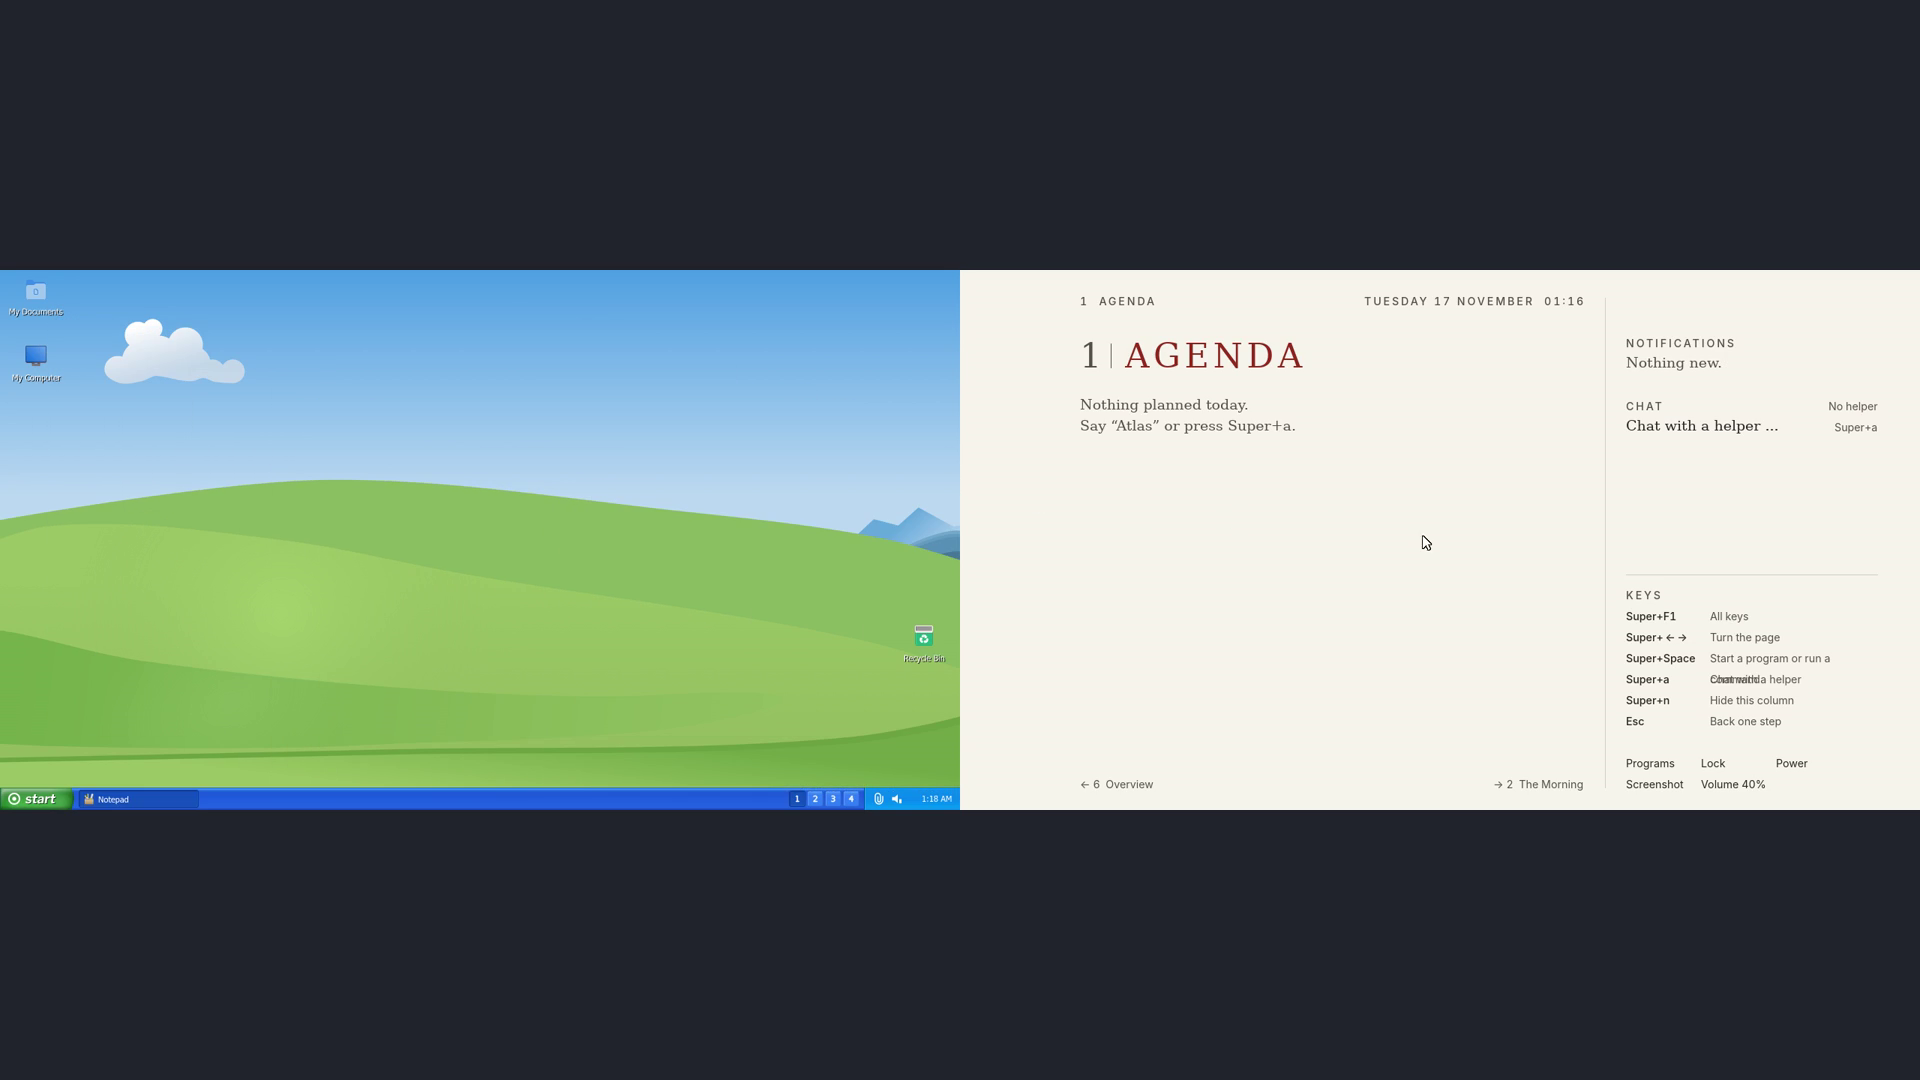 My Documents
My Computer
Recycle Bin
start
Notepad
1 2 3 4
1:18 AM
1 AGENDA
TUESDAY 17 NOVEMBER 01:16
1 AGENDA
Nothing planned today.
Say “Atlas” or press Super+a.
← 6 Overview
→ 2 The Morning
NOTIFICATIONS
Nothing new.
CHAT No helper
Chat with a helper ... Super+a
KEYS
Super+F1 All keys
Super+ ← → Turn the page
Super+Space Start a program or run a
Super+a a helper
Super+n Hide this column
Esc Back one step
Programs Lock Power
Screenshot Volume 40%